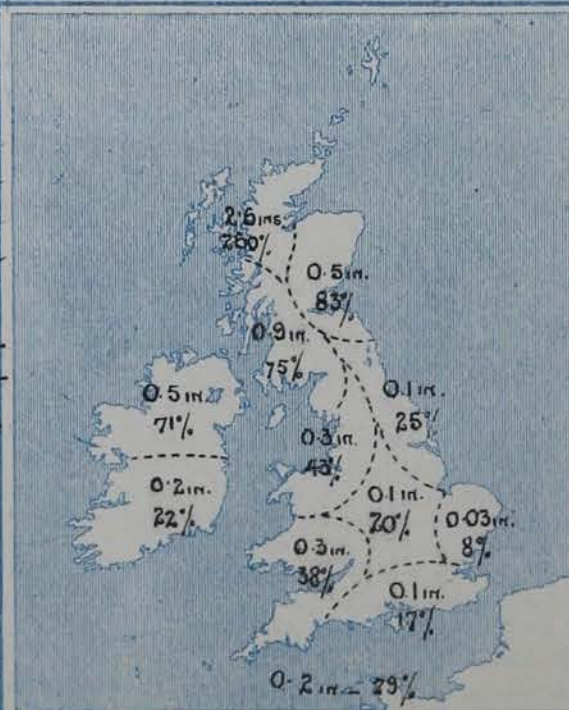 2.6 ins.
260%
0.5 in.
83%
0.9 in.
75%
0.5 in.
71%
0.1 in.
25%
0.3 in.
43%
0.2 in.
22%
0.1 in.
20%
0.03 in.
8%
0.3 in.
38%
0.1 in.
17%
0.2 in — 29%